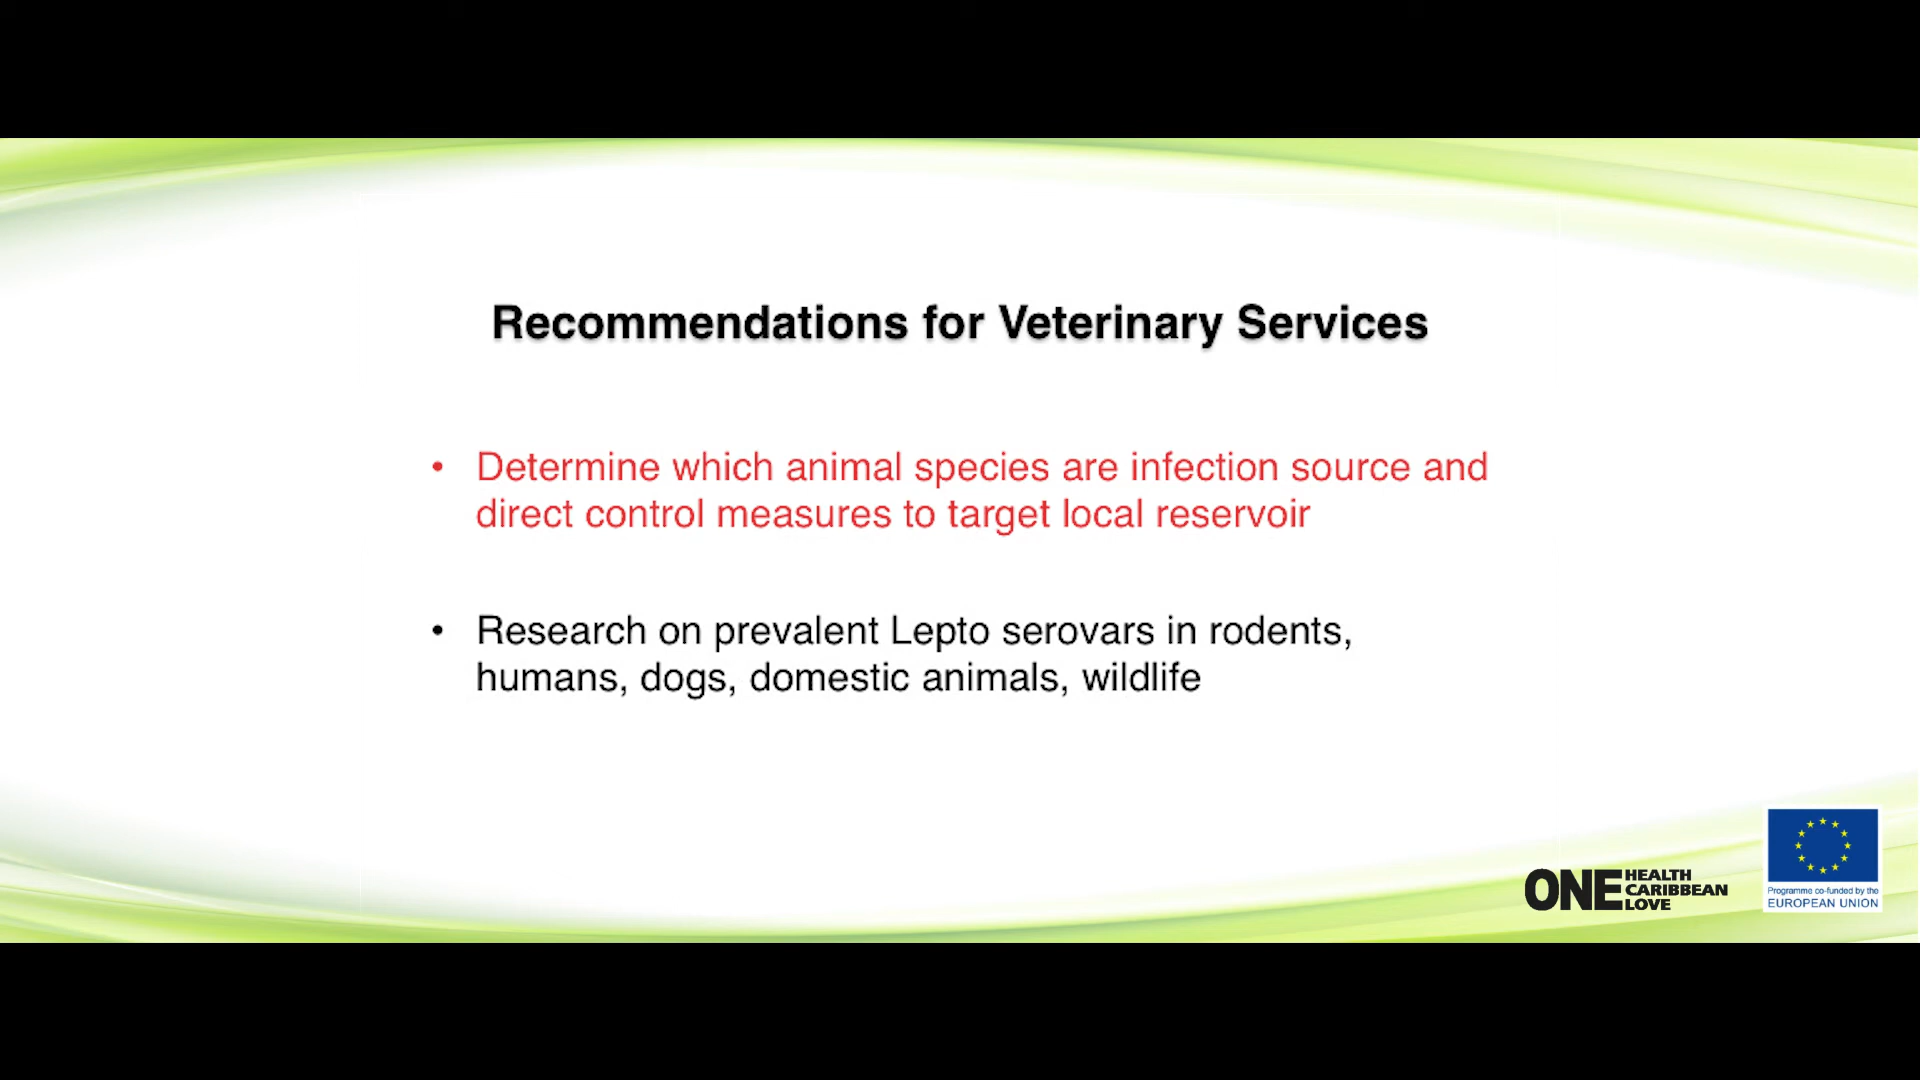 Recommendations for Veterinary Services
• Determine which animal species are infection source and
direct control measures to target local reservoir
• Research on prevalent Lepto serovars in rodents,
humans, dogs, domestic animals, wildlife
ONE HEALTH
CARIBBEAN
LOVE
Programme co-funded by the
EUROPEAN UNION